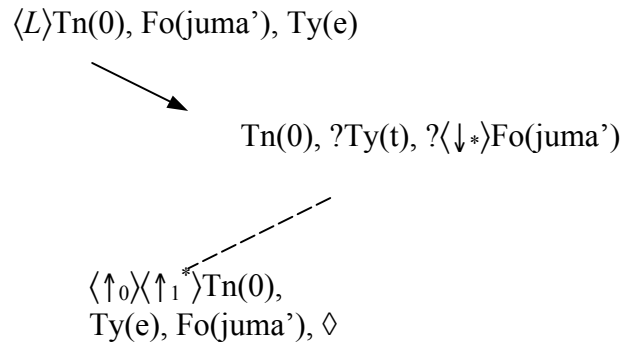 ⟨L⟩Tn(0), Fo(juma’), Ty(e)
Tn(0), ?Ty(t), ?⟨↓*⟩Fo(juma’)
⟨↑₀⟩⟨↑₁*⟩Tn(0),
Ty(e), Fo(juma’), ◊